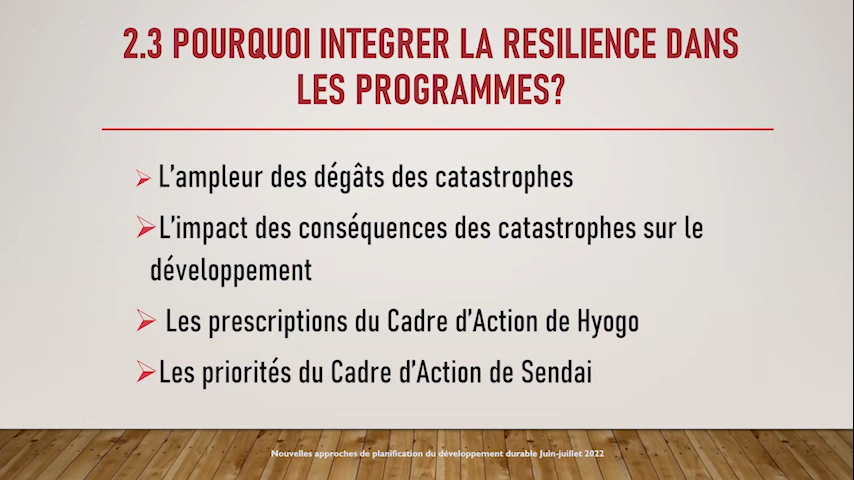 2.3 POURQUOI INTEGRER LA RESILIENCE DANS
LES PROGRAMMES?
L'ampleur des dégâts des catastrophes
L'impact des conséquences des catastrophes sur le
développement
Les prescriptions du Cadre d'Action de Hyogo
Les priorités du Cadre d'Action de Sendai
Nouvelles approches de planification du développement durable Juin-juillet 2022